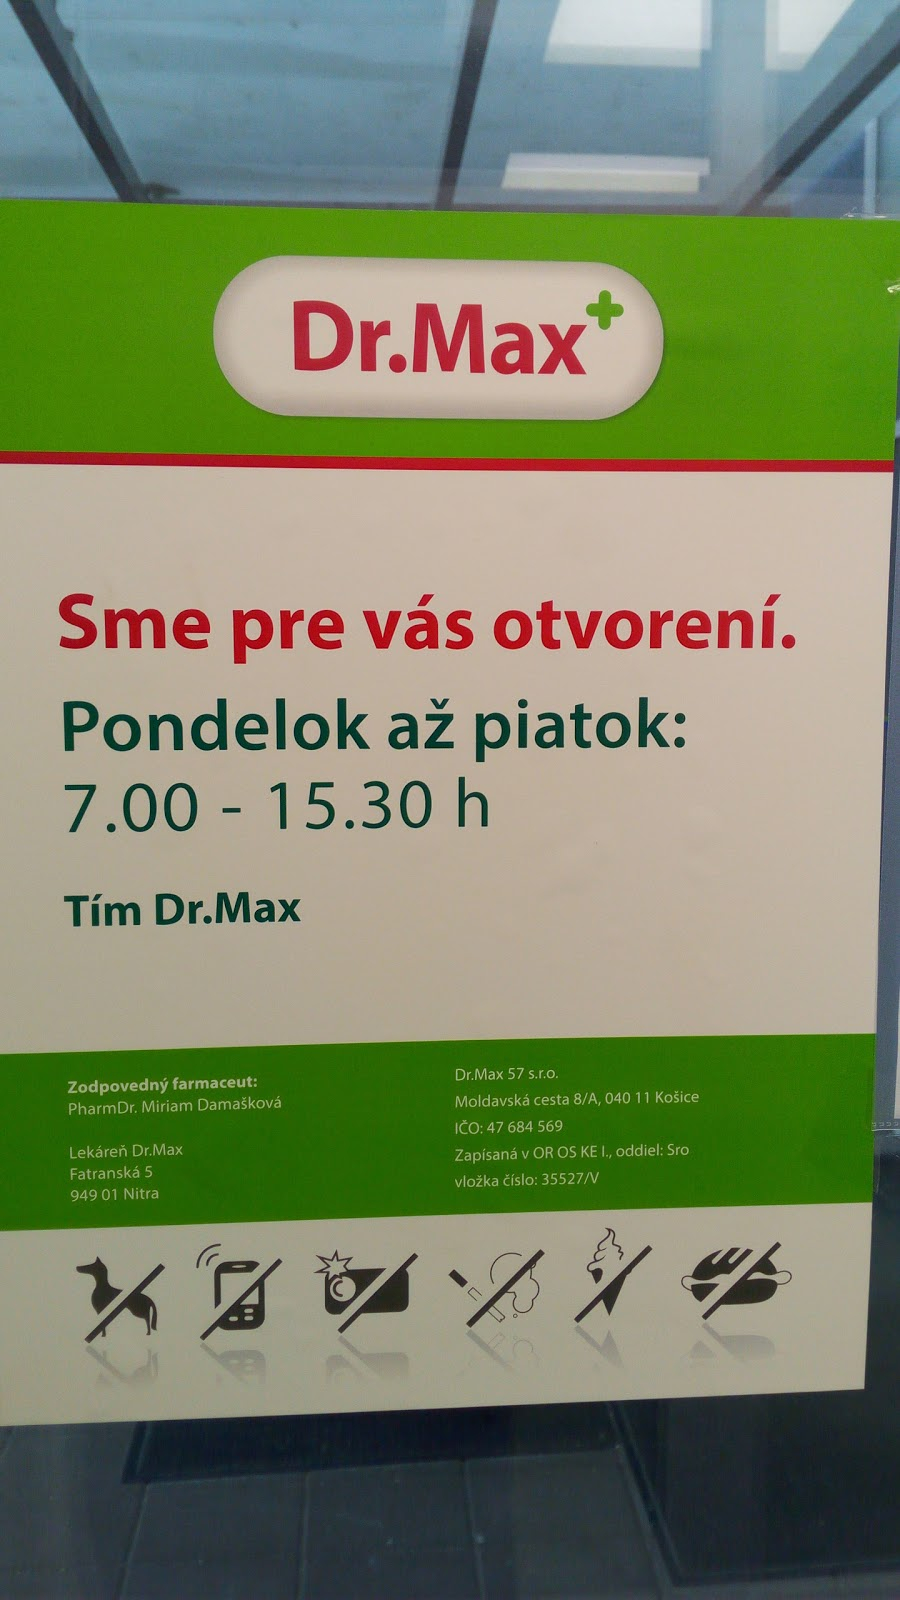 Dr.Max+
Sme pre vás otvorení.
Pondelok až piatok:
7.00 - 15.30 h
Tím Dr.Max
Zodpovedný farmaceut:
PharmDr. Miriam Damašková
Lekáreň Dr.Max
Fatranská 5
949 01 Nitra
Dr.Max 57 s.r.o.
Moldavská cesta 8/A, 040 11 Košice
IČO: 47 684 569
Zapísaná v OR OS KE I., oddiel: Sro
vložka číslo: 35527/V